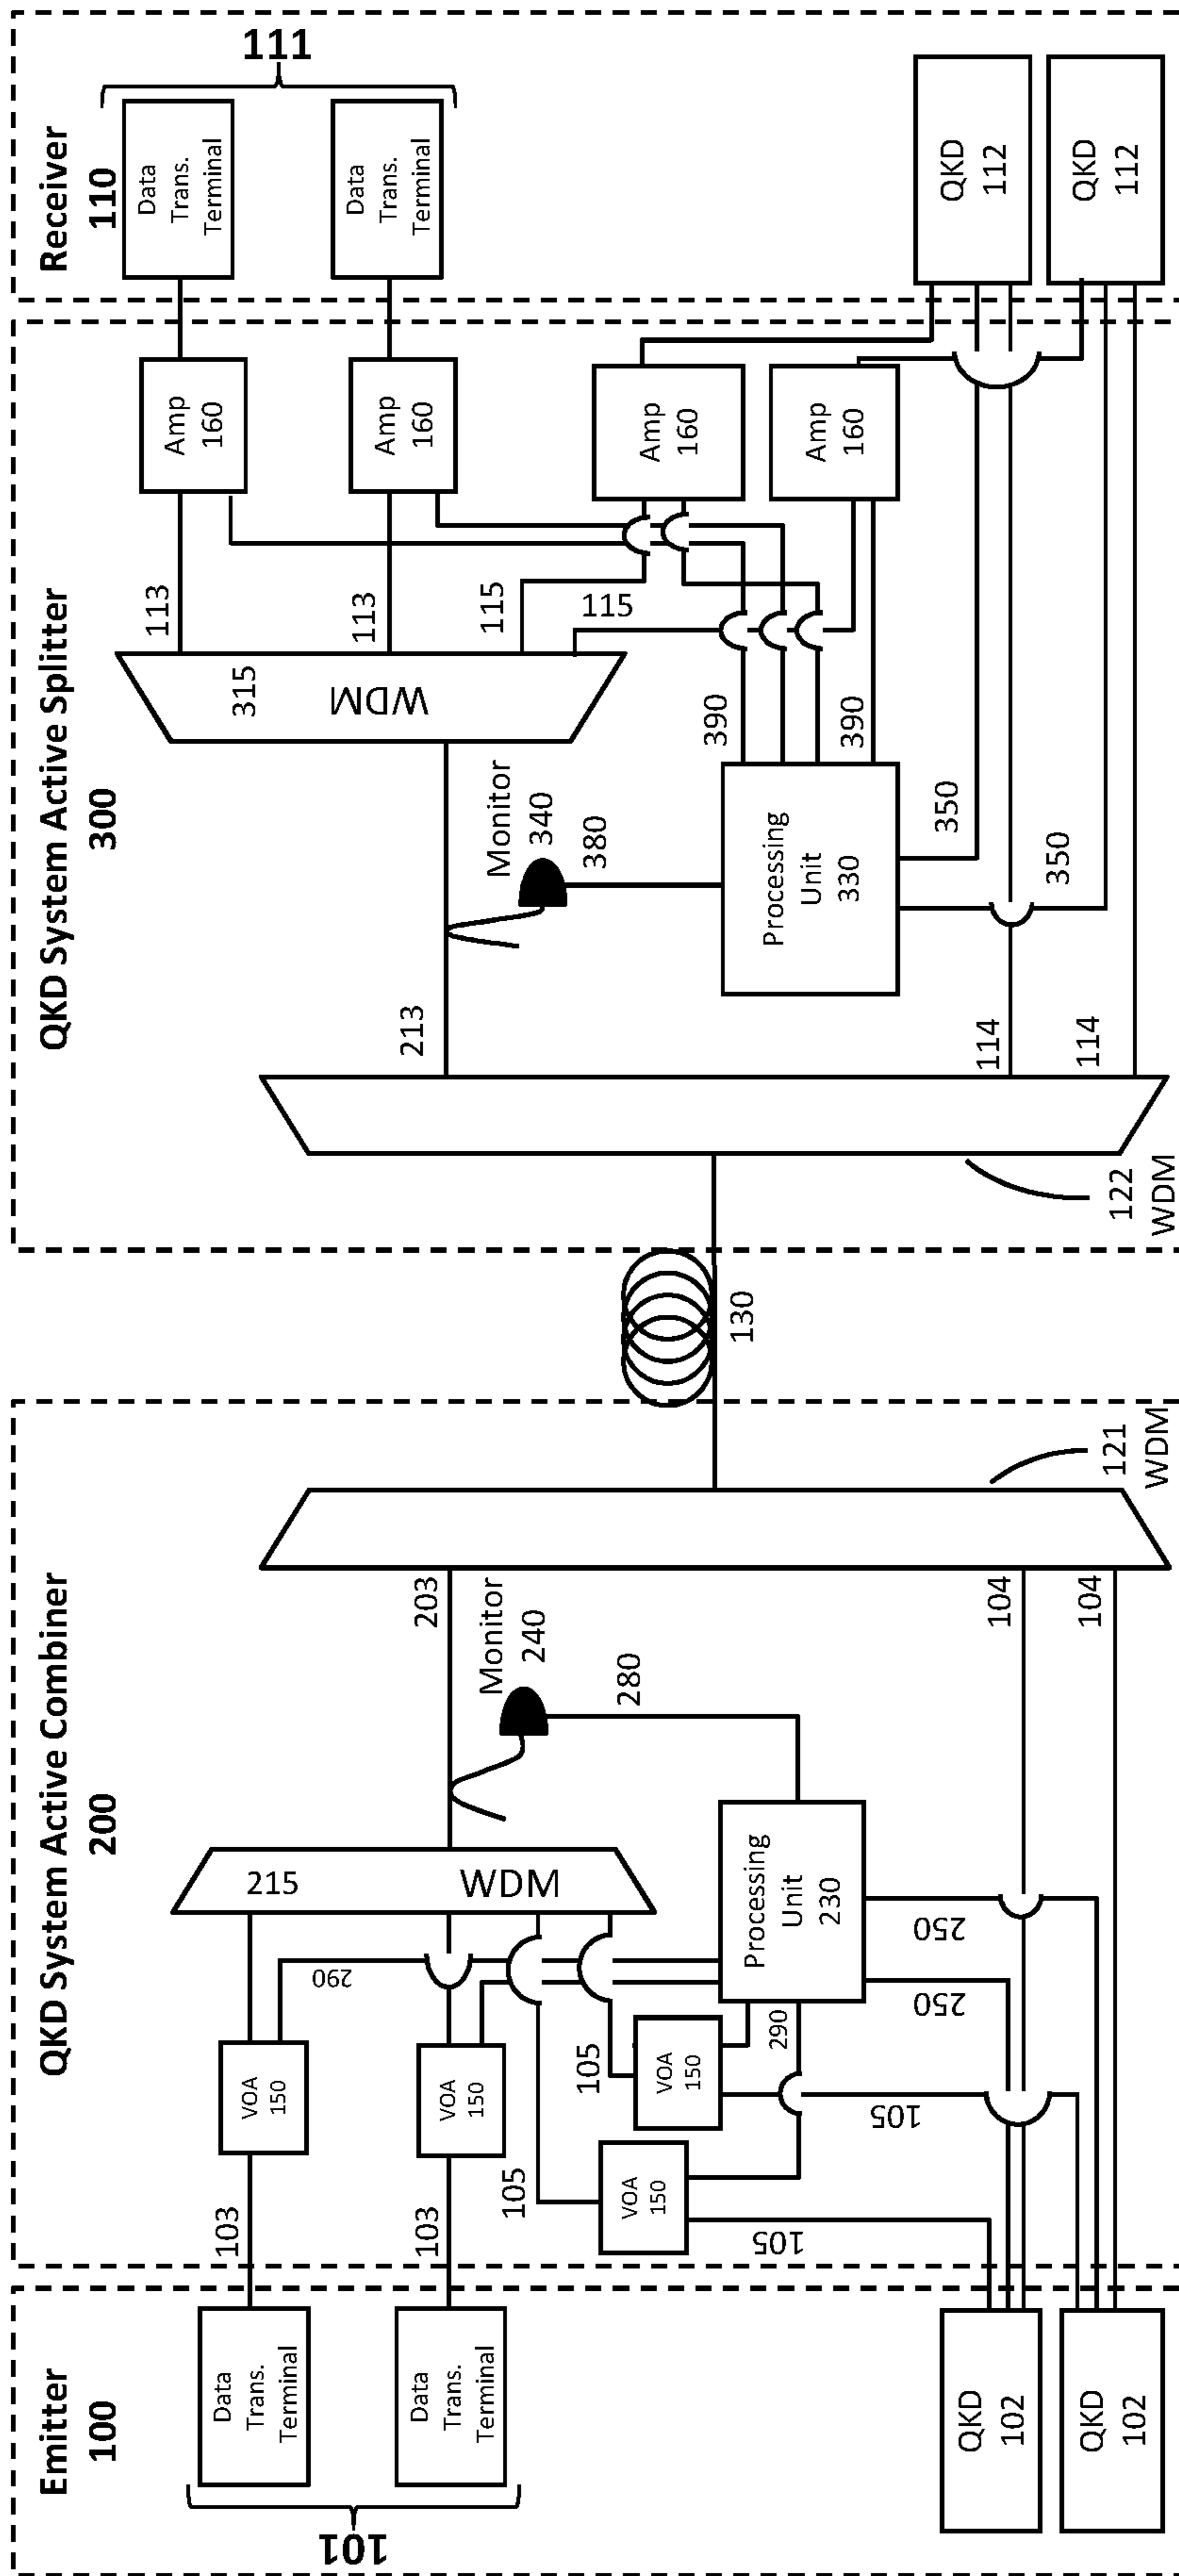 Emitter
100
101
Data
Trans.
Terminal
Data
Trans.
Terminal
QKD
102
QKD
102
QKD System Active Combiner
200
103
103
VOA
150
VOA
150
VOA
150
VOA
150
105
105
105
105
290
290
215
WDM
Processing
Unit
230
250
250
Monitor
240
280
203
104
104
121
WDM
130
QKD System Active Splitter
300
122
WDM
213
114
114
Monitor
340
380
Processing
Unit
330
350
350
390
390
315
WDM
113
113
115
115
Amp
160
Amp
160
Amp
160
Amp
160
Receiver
110
111
Data
Trans.
Terminal
Data
Trans.
Terminal
QKD
112
QKD
112